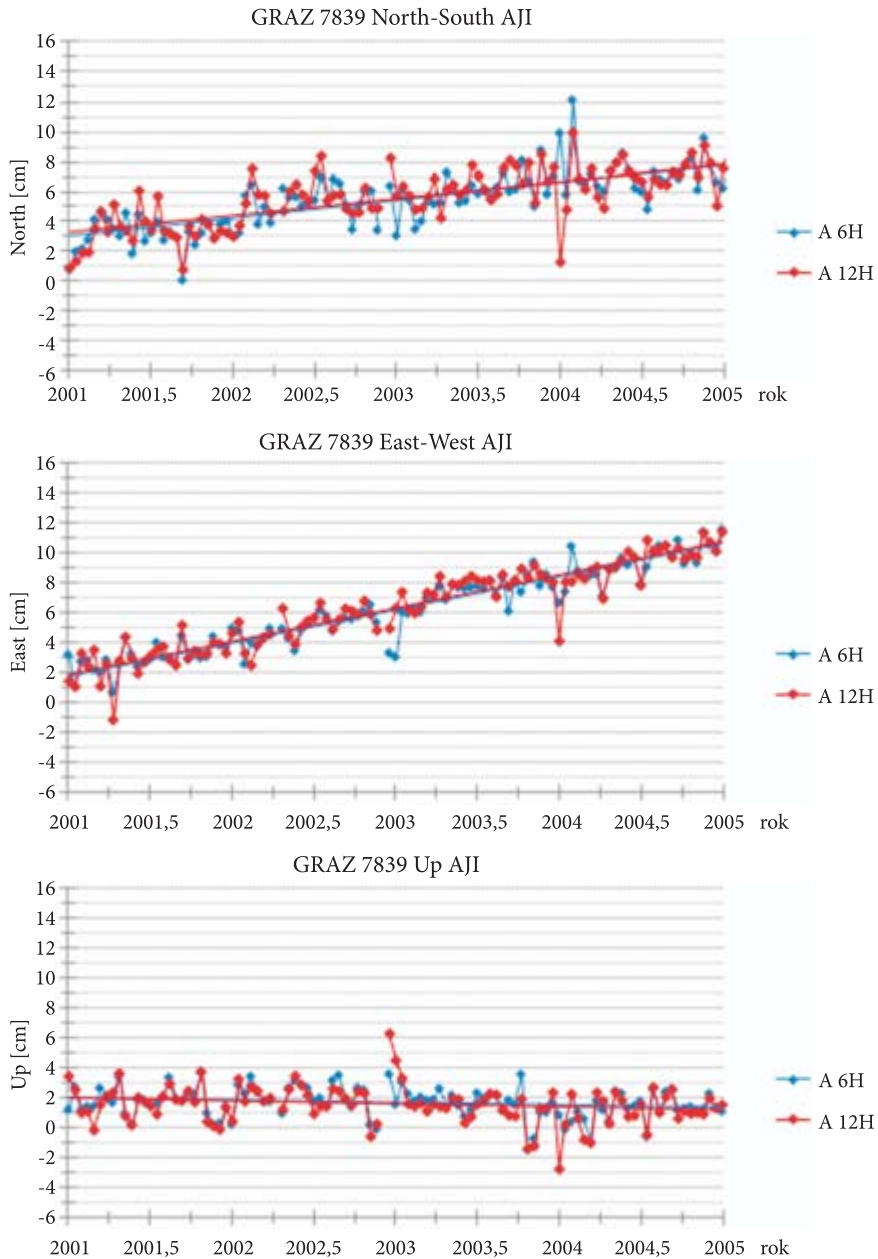 GRAZ 7839 North-South AJI
16
14
12
10
8
6
4
2
0
-2
-4
-6
North [cm]
2001 2001,5 2002 2002,5 2003 2003,5 2004 2004,5 2005 rok
A 6H
A 12H
GRAZ 7839 East-West AJI
16
14
12
10
8
6
4
2
0
-2
-4
-6
East [cm]
2001 2001,5 2002 2002,5 2003 2003,5 2004 2004,5 2005 rok
A 6H
A 12H
GRAZ 7839 Up AJI
16
14
12
10
8
6
4
2
0
-2
-4
-6
Up [cm]
2001 2001,5 2002 2002,5 2003 2003,5 2004 2004,5 2005 rok
A 6H
A 12H